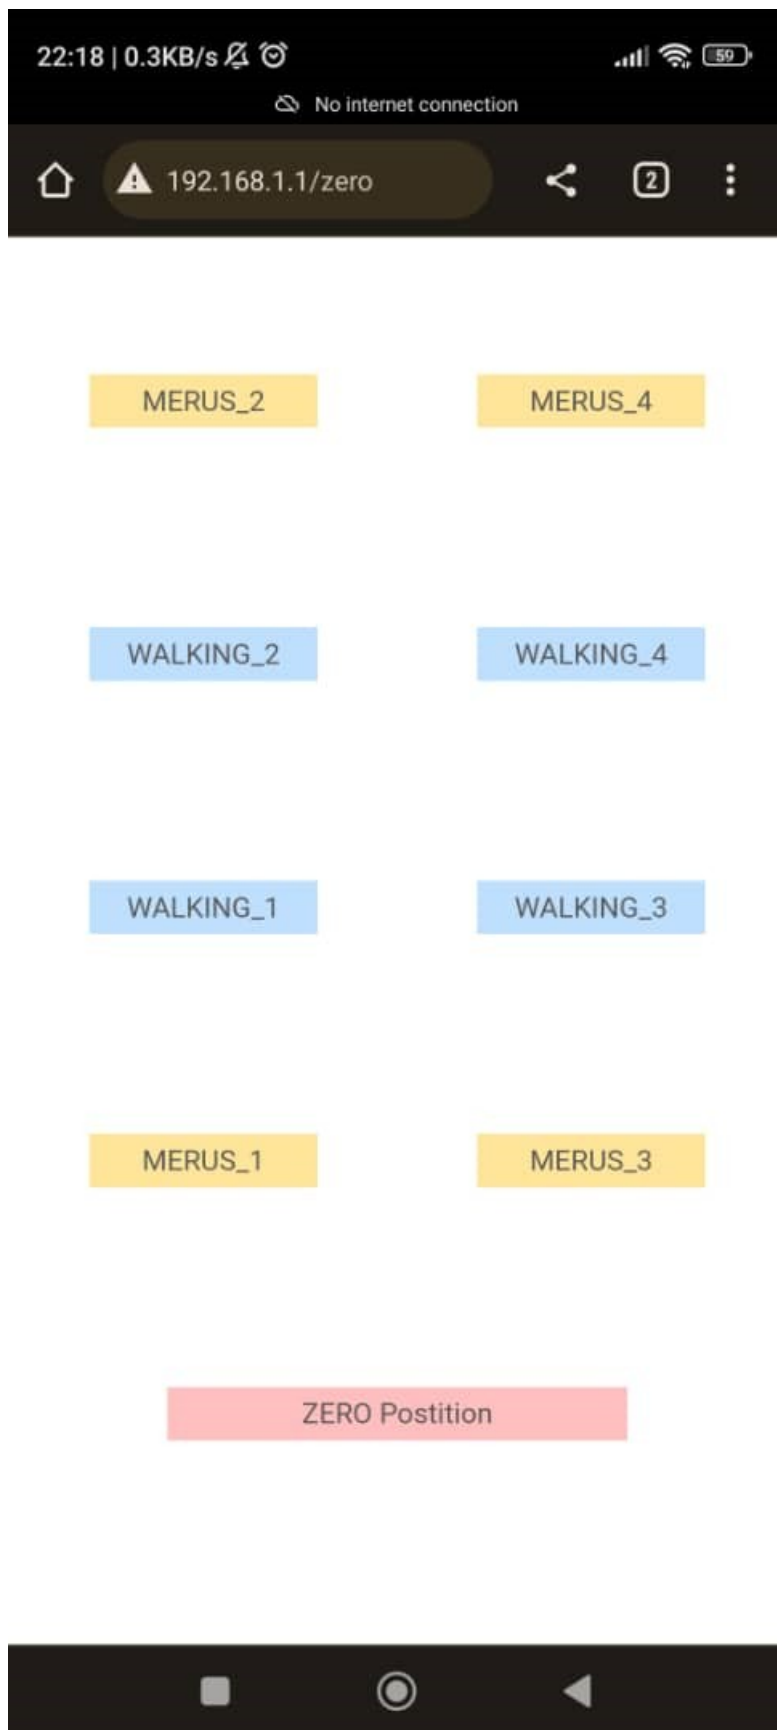 22:18 | 0.3KB/s 59
No internet connection
192.168.1.1/zero 2
MERUS_2 MERUS_4
WALKING_2 WALKING_4
WALKING_1 WALKING_3
MERUS_1 MERUS_3
ZERO Postition